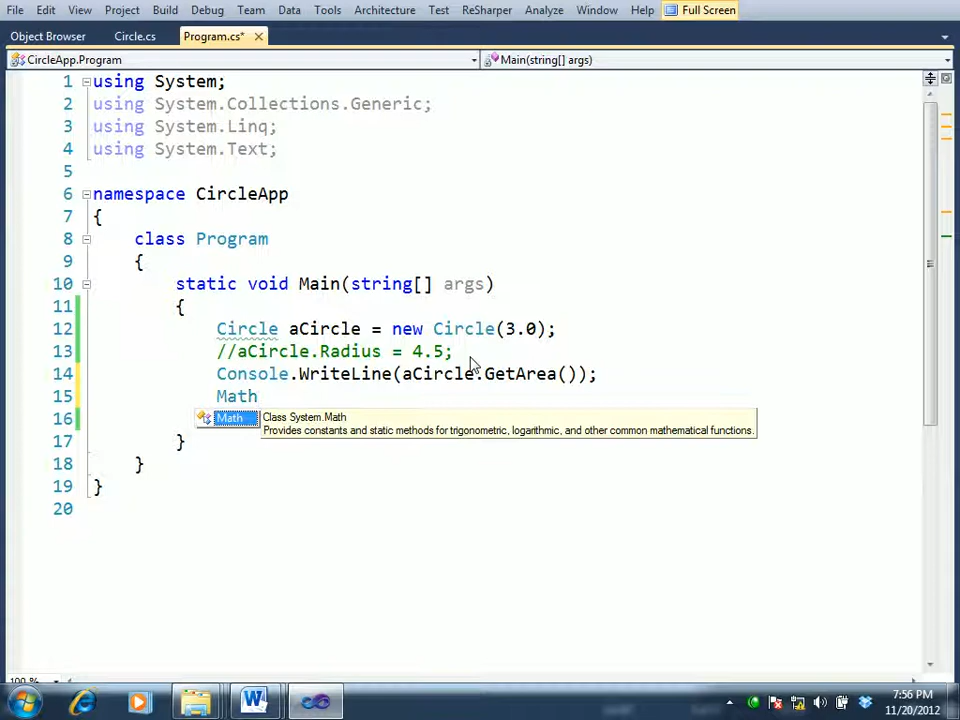 File Edit View Project Build Debug Team Data Tools Architecture Test ReSharper Analyze Window Help Full Screen
Object Browser Circle.cs Program.cs*
CircleApp.Program Main(string[] args)
1 using System;
2 using System.Collections.Generic;
3 using System.Linq;
4 using System.Text;
5
6 namespace CircleApp
7 {
8 class Program
9 {
10 static void Main(string[] args)
11 {
12 Circle aCircle = new Circle(3.0);
13 //aCircle.Radius = 4.5;
14 Console.WriteLine(aCircle.GetArea());
15 Math
16 Math Class System.Math
Provides constants and static methods for trigonometric, logarithmic, and other common mathematical functions.
17 }
18 }
19 }
20
100 %
7:56 PM
11/20/2012